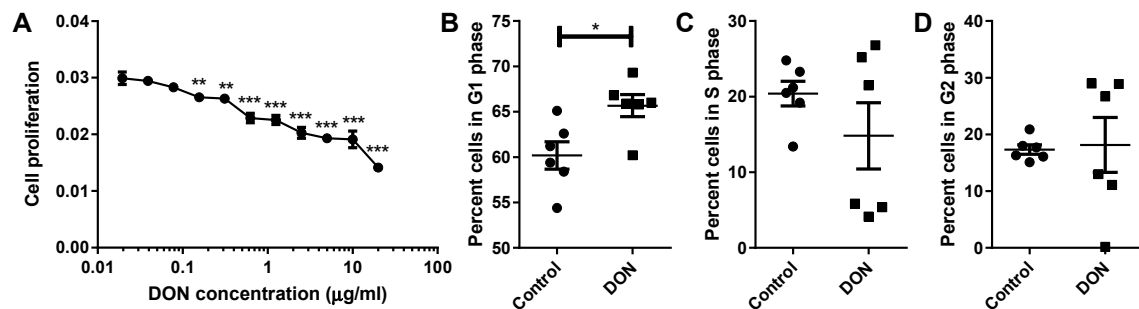 A
Cell proliferation
0.04
0.03
0.02
0.01
0.00
**
**
***
***
***
***
***
***
0.01
0.1
1
10
100
DON concentration (μg/ml)
B
Percent cells in G1 phase
75
70
65
60
55
50
*
Control
DON
C
Percent cells in S phase
30
20
10
0
Control
DON
D
Percent cells in G2 phase
40
30
20
10
0
Control
DON